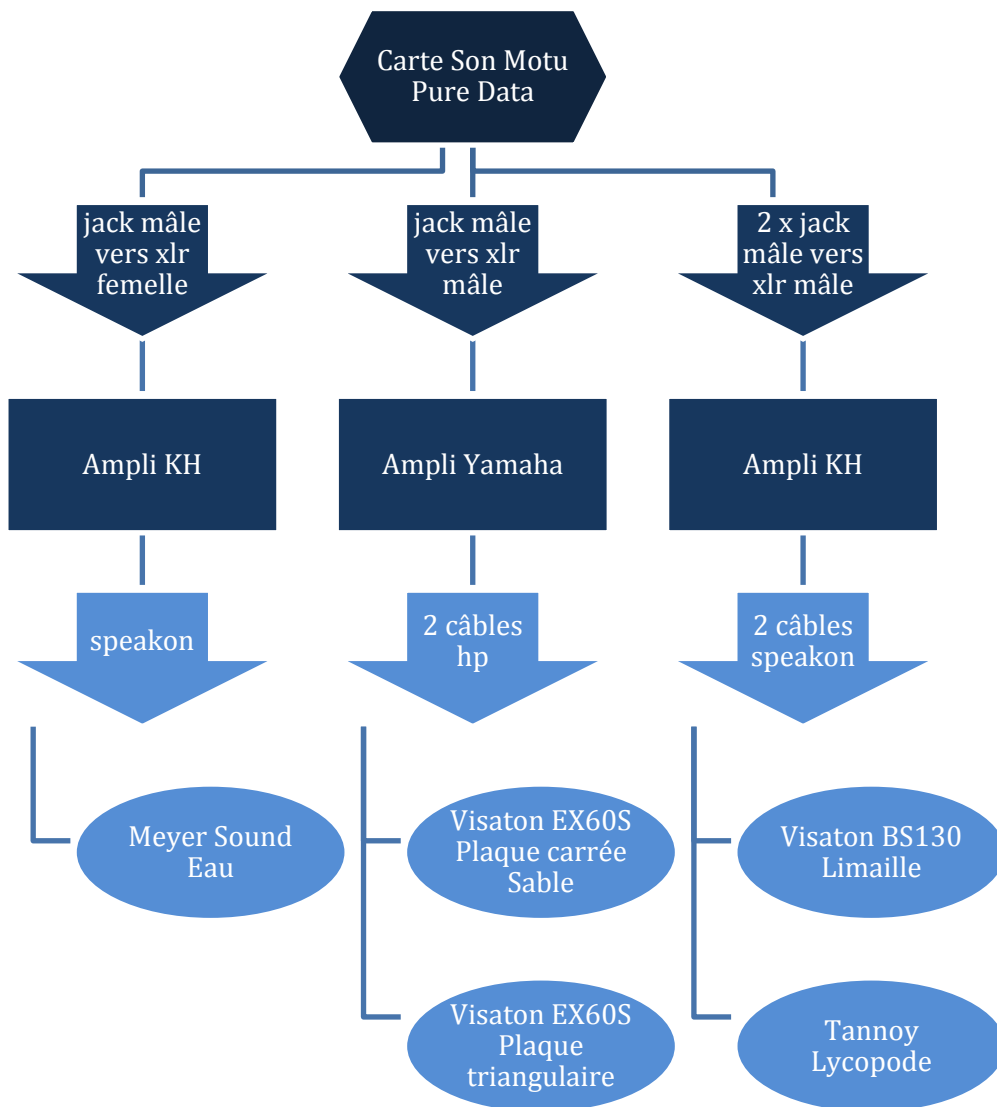 Carte Son Motu
Pure Data
jack mâle
vers xlr
femelle
jack mâle
vers xlr
mâle
2 x jack
mâle vers
xlr mâle
Ampli KH
Ampli Yamaha
Ampli KH
speakon
2 câbles
hp
2 câbles
speakon
Meyer Sound
Eau
Visaton EX60S
Plaque carrée
Sable
Visaton BS130
Limaille
Visaton EX60S
Plaque
triangulaire
Tannoy
Lycopode